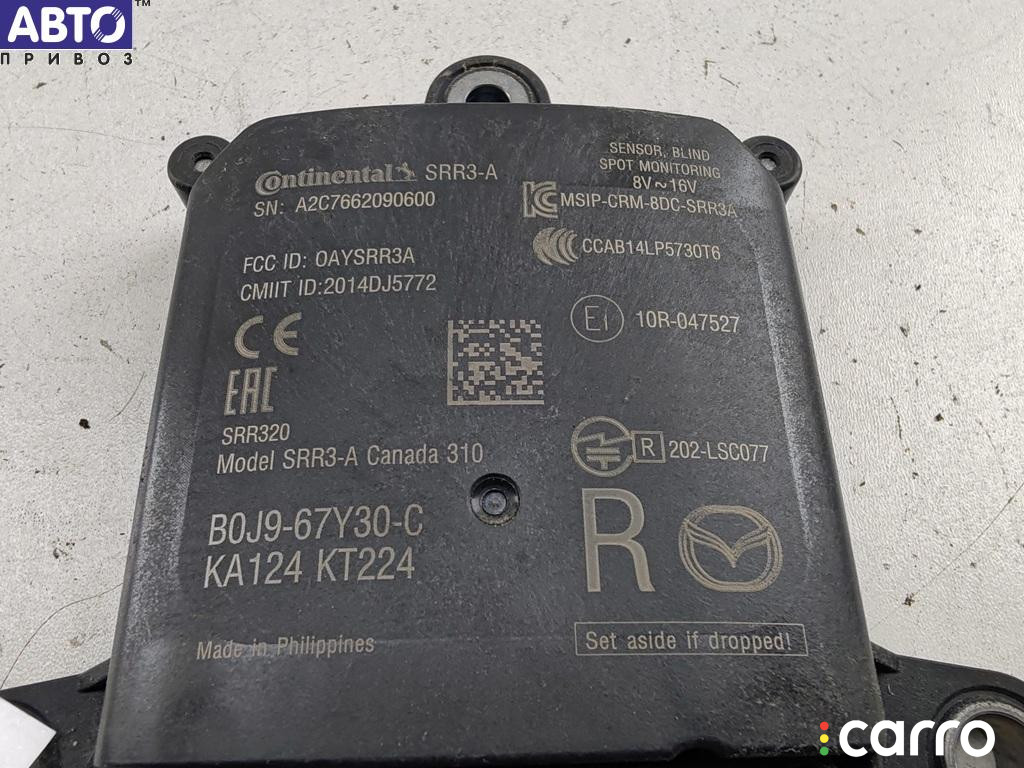 АВТО™
ПРИВОЗ
Continental SRR3-A
SN: A2C7662090600
SENSOR, BLIND
SPOT MONITORING
8V~16V
MSIP-CRM-8DC-SRR3A
CCAB14LP5730T6
FCC ID: OAYSRR3A
CMIIT ID:2014DJ5772
E1 10R-047527
CE
EAC
SRR320
Model SRR3-A Canada 310
R 202-LSC077
B0J9-67Y30-C
KA124 KT224
R
Made in Philippines
Set aside if dropped!
carro